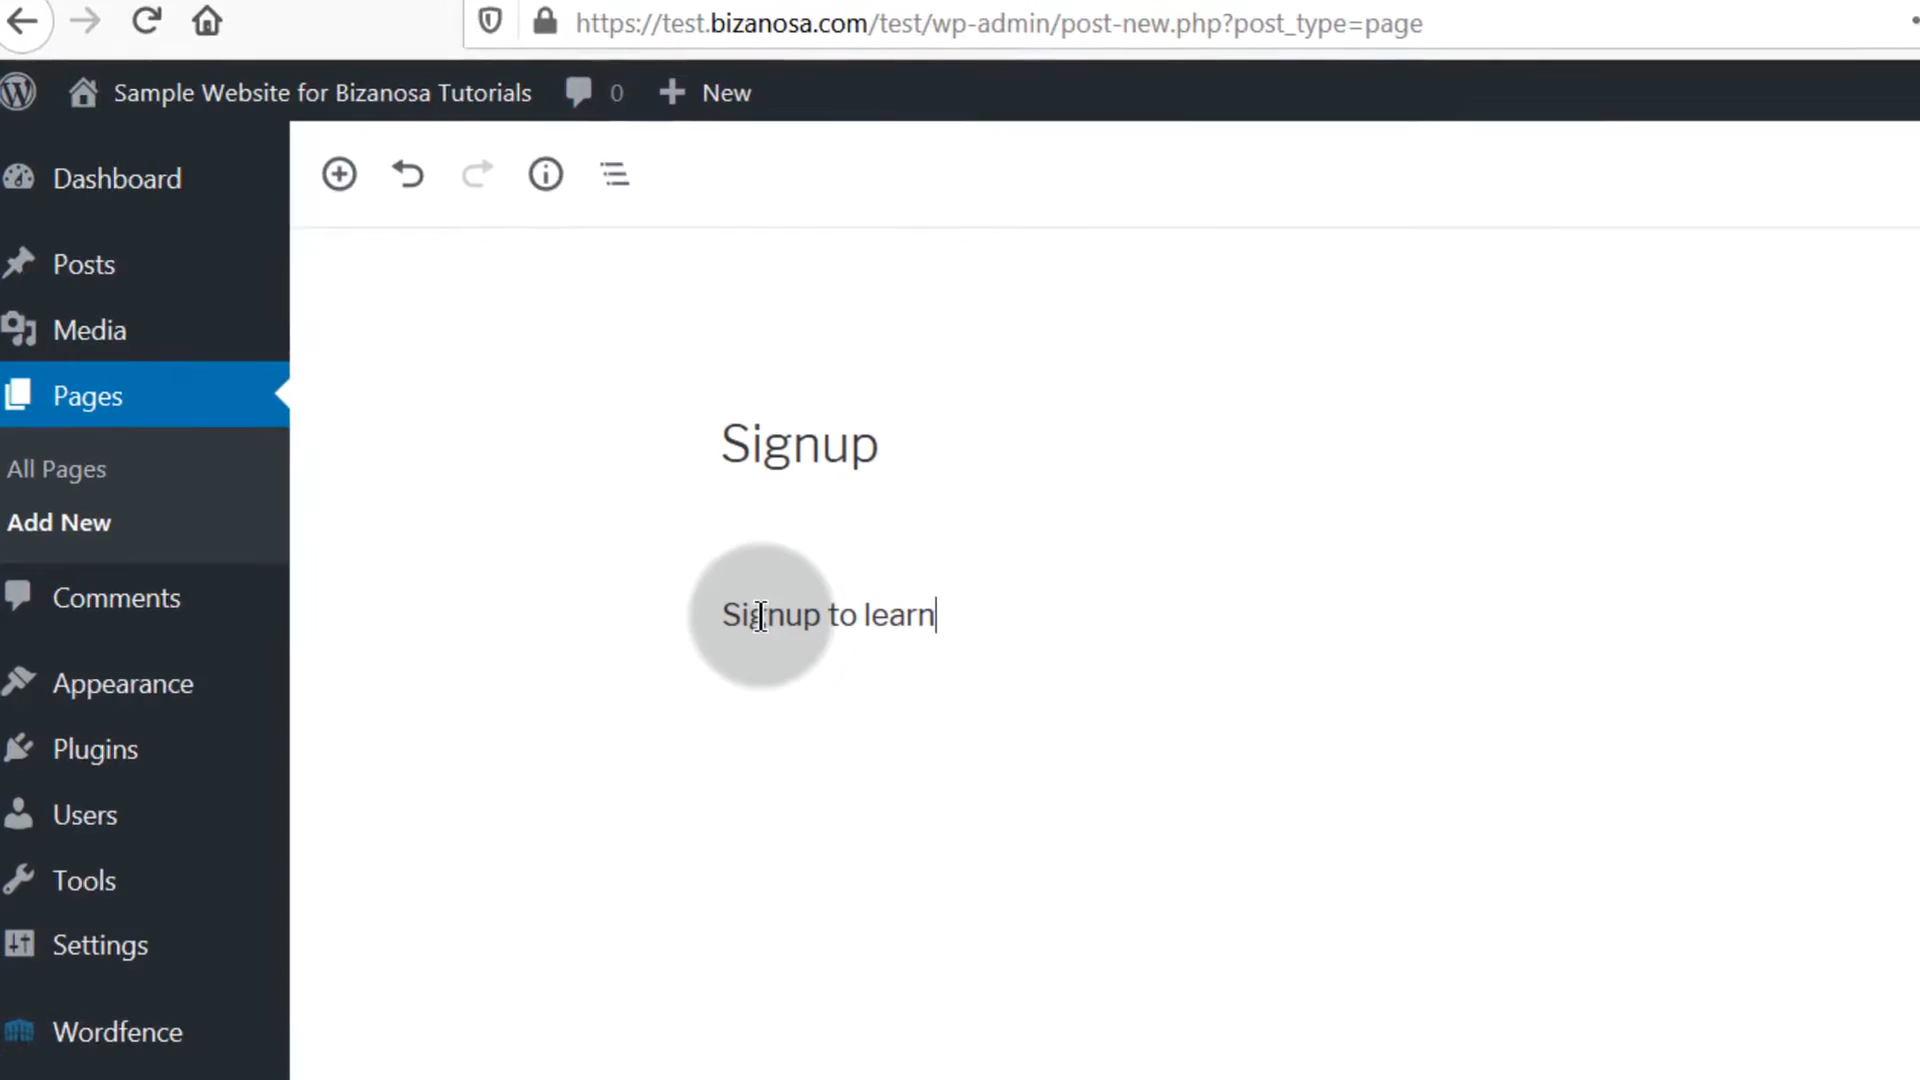 https://test.bizanosa.com/test/wp-admin/post-new.php?post_type=page
Sample Website for Bizanosa Tutorials 0 New
Dashboard
Posts
Media
Pages
All Pages
Add New
Comments
Appearance
Plugins
Users
Tools
Settings
Wordfence
Signup
Signup to learn